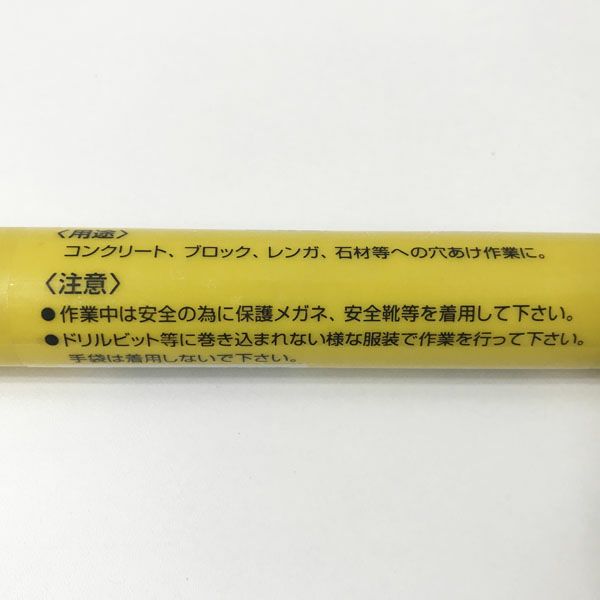 〈用途〉
コンクリート、ブロック、レンガ、石材等への穴あけ作業に。
〈注意〉
●作業中は安全の為に保護メガネ、安全靴等を着用して下さい。
●ドリルビット等に巻き込まれない様な服装で作業を行って下さい。
手袋は着用しないで下さい。